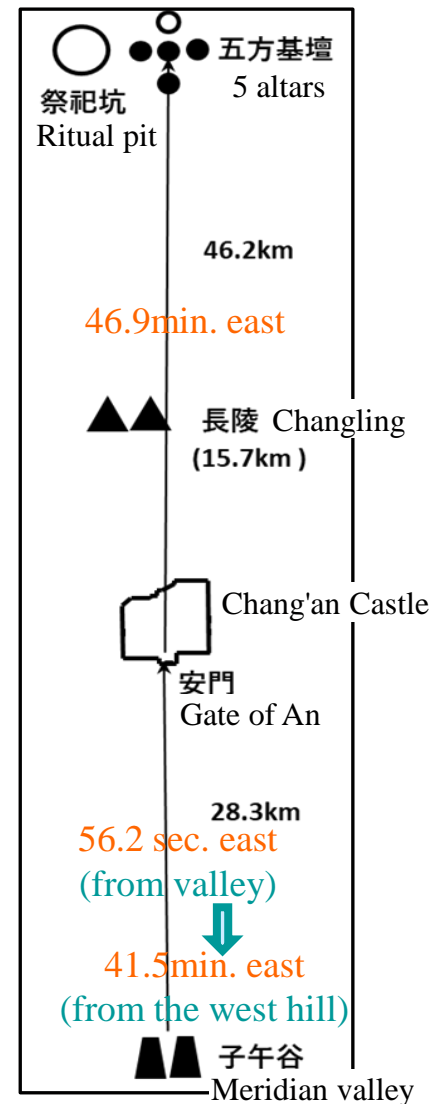 五方基壇
5 altars
祭祀坑
Ritual pit
46.2km
46.9min. east
長陵 Changling
(15.7km )
Chang'an Castle
安門
Gate of An
28.3km
56.2 sec. east
(from valley)
41.5min. east
(from the west hill)
子午谷
Meridian valley